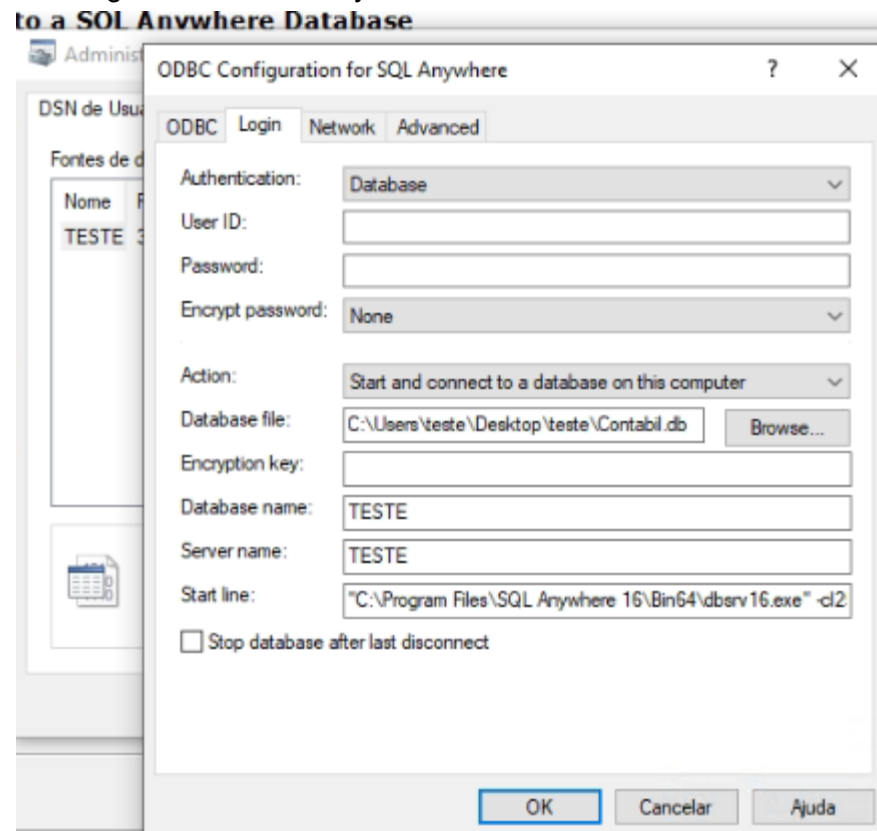 to a SQL Anywhere Database
Administ
ODBC Configuration for SQL Anywhere
? X
DSN de Usua
ODBC Login Network Advanced
Fontes de d
Nome F
TESTE 3
Authentication: Database
User ID:
Password:
Encrypt password: None
Action: Start and connect to a database on this computer
Database file: C:\Users\teste\Desktop\teste\Contabil.db Browse...
Encryption key:
Database name: TESTE
Server name: TESTE
Start line: "C:\Program Files\SQL Anywhere 16\Bin64\dbsrv16.exe" -cl2
Stop database after last disconnect
OK Cancelar Ajuda